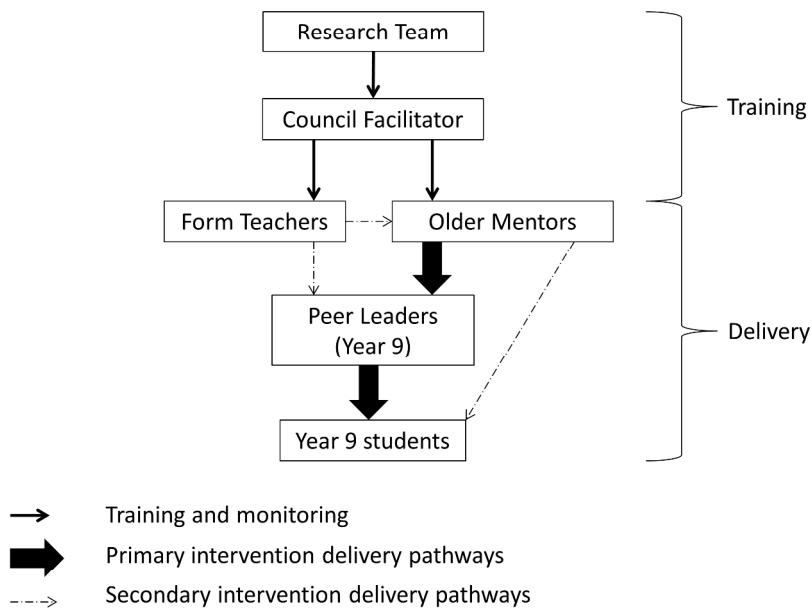 Research Team
Training
Council Facilitator
Form Teachers
Older Mentors
Peer Leaders
(Year 9)
Delivery
Year 9 students
Training and monitoring
Primary intervention delivery pathways
Secondary intervention delivery pathways